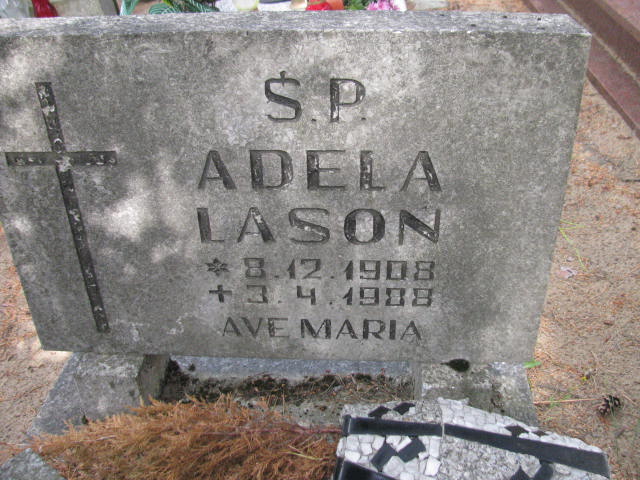 Ś.P.
ADELA
LASON
* 8.12.1908
+ 3.4.1988
AVE MARIA